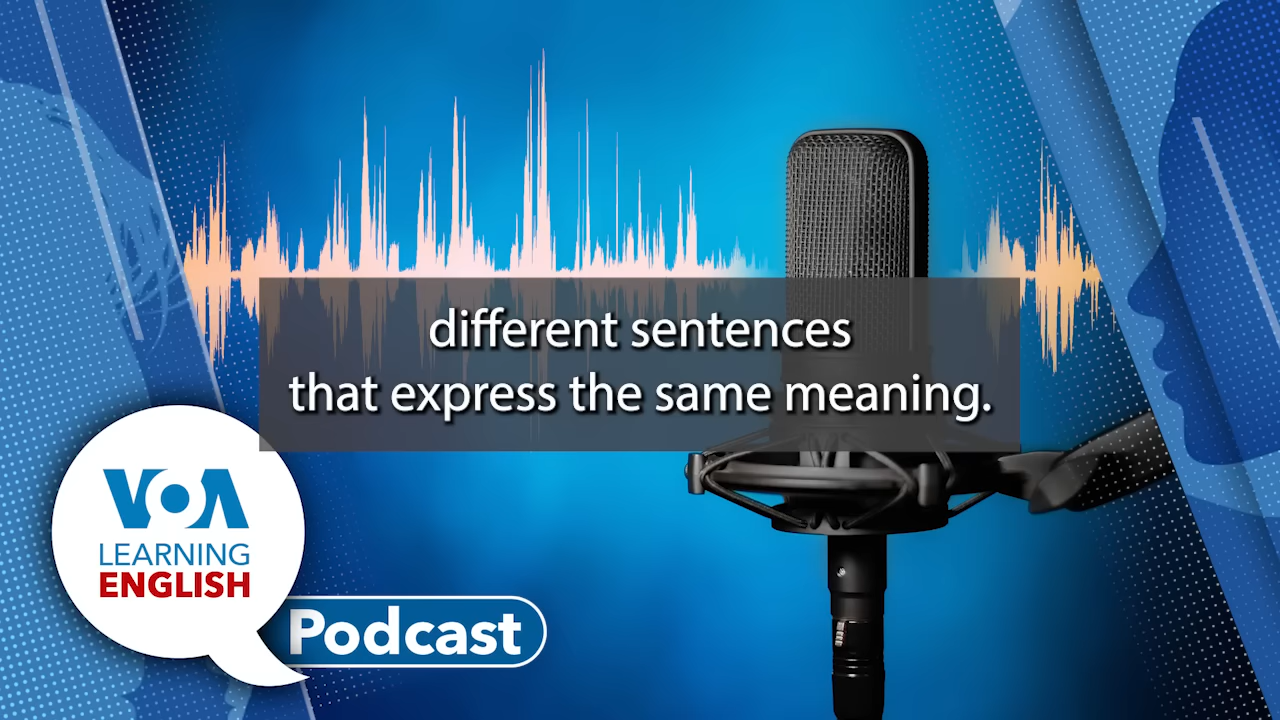 different sentences
that express the same meaning.
VOA
LEARNING
ENGLISH
Podcast